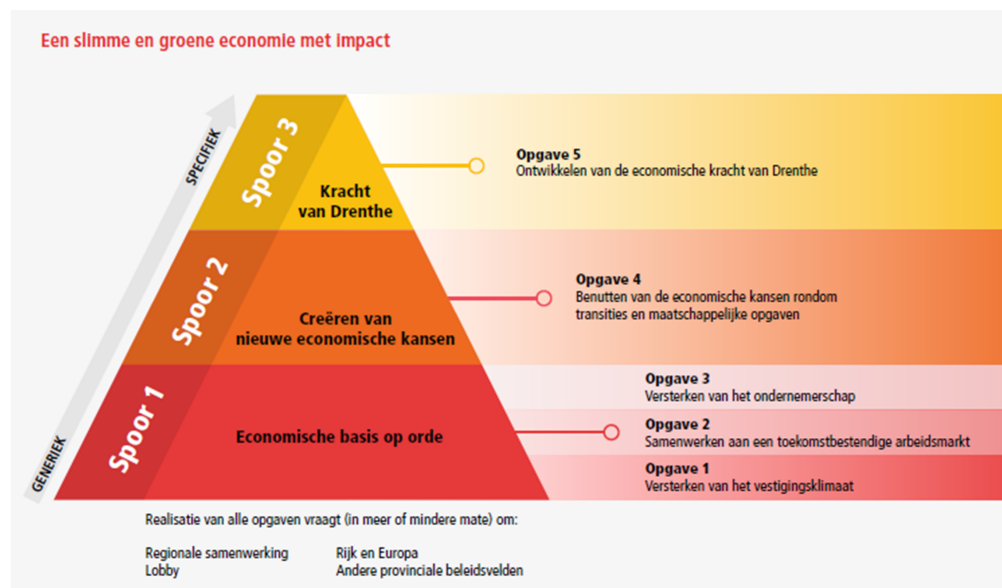 Een slimme en groene economie met impact
SPECIFIEK
GENERIEK
Spoor 3
Kracht
van Drenthe
Opgave 5
Ontwikkelen van de economische kracht van Drenthe
Spoor 2
Creëren van
nieuwe economische kansen
Opgave 4
Benutten van de economische kansen rondom
transities en maatschappelijke opgaven
Spoor 1
Economische basis op orde
Opgave 3
Versterken van het ondernemerschap
Opgave 2
Samenwerken aan een toekomstbestendige arbeidsmarkt
Opgave 1
Versterken van het vestigingsklimaat
Realisatie van alle opgaven vraagt (in meer of mindere mate) om:
Regionale samenwerking
Lobby
Rijk en Europa
Andere provinciale beleidsvelden